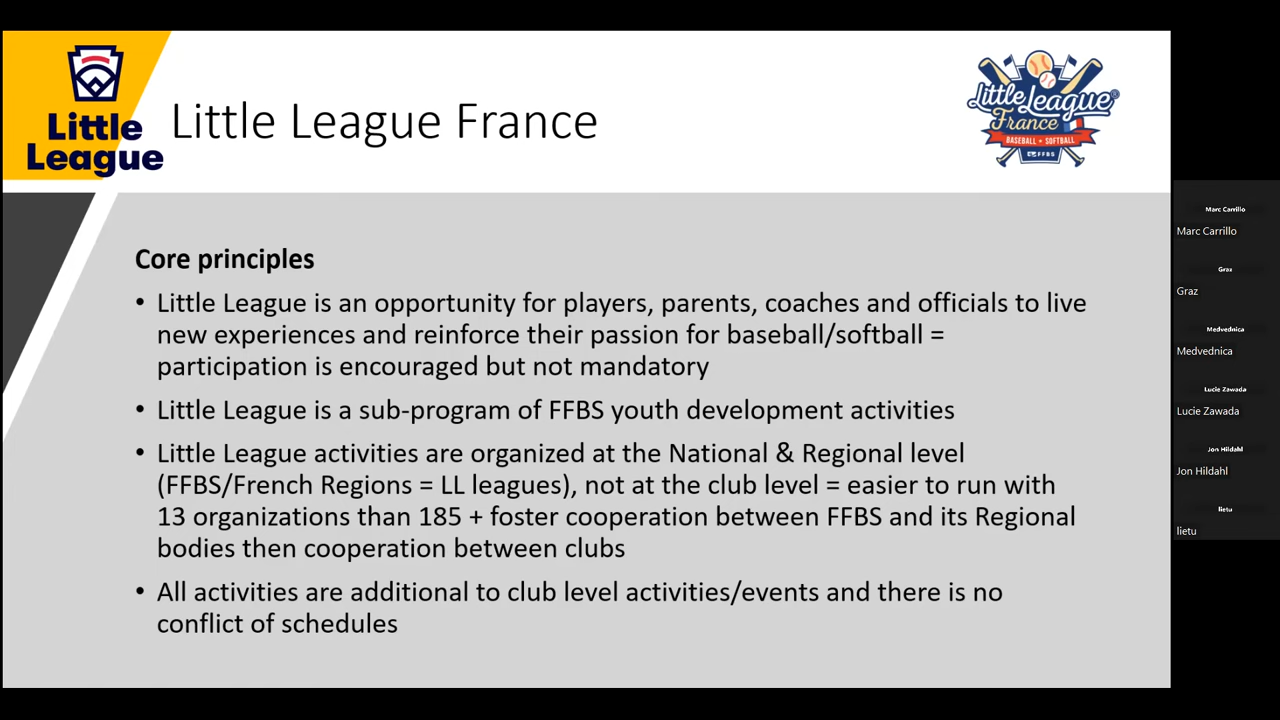 Little
League
Little League France
Little League
France
BASEBALL • SOFTBALL
FFBS
Core principles
• Little League is an opportunity for players, parents, coaches and officials to live
new experiences and reinforce their passion for baseball/softball =
participation is encouraged but not mandatory
• Little League is a sub-program of FFBS youth development activities
• Little League activities are organized at the National & Regional level
(FFBS/French Regions = LL leagues), not at the club level = easier to run with
13 organizations than 185 + foster cooperation between FFBS and its Regional
bodies then cooperation between clubs
• All activities are additional to club level activities/events and there is no
conflict of schedules
Marc Carrillo
Marc Carrillo
Graz
Graz
Medvednica
Medvednica
Lucie Zawada
Lucie Zawada
Jon Hildahl
Jon Hildahl
lietu
lietu